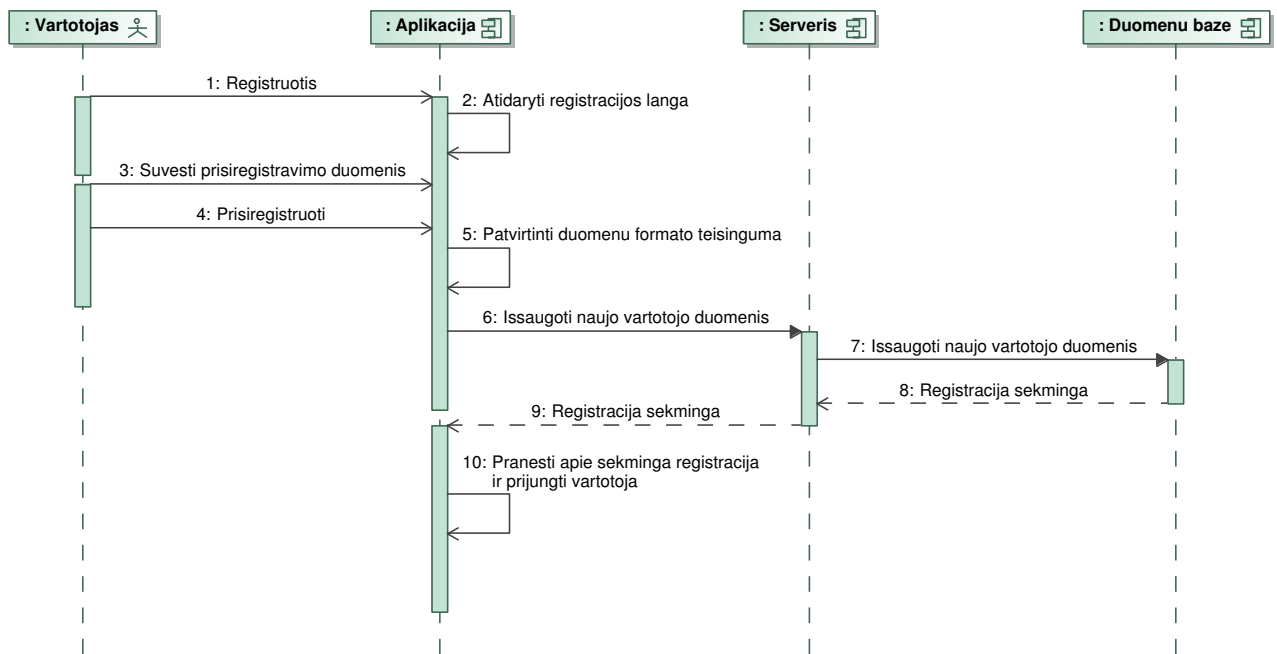 : Vartotojas
: Aplikacija
: Serveris
: Duomenu baze
1: Registruotis
2: Atidaryti registracijos langa
3: Suvesti prisiregistravimo duomenis
4: Prisiregistruoti
5: Patvirtinti duomenu formato teisinguma
6: Issaugoti naujo vartotojo duomenis
7: Issaugoti naujo vartotojo duomenis
8: Registracija sekminga
9: Registracija sekminga
10: Pranesti apie sekminga registracija
ir prijungti vartotoja